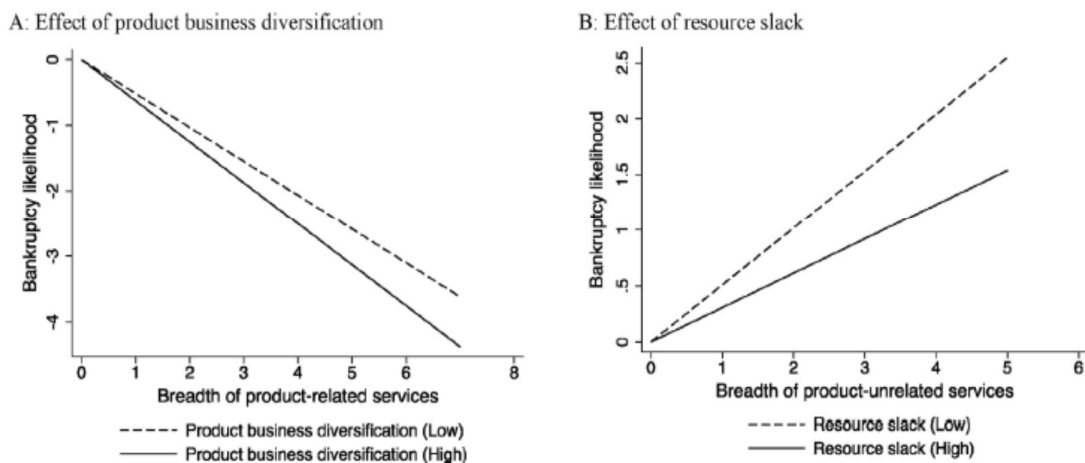 A: Effect of product business diversification
0
-1
-2
-3
-4
Bankruptcy likelihood
0 1 2 3 4 5 6 7 8
Breadth of product-related services
Product business diversification (Low)
Product business diversification (High)
B: Effect of resource slack
2.5
2
1.5
1
.5
0
Bankruptcy likelihood
0 1 2 3 4 5 6
Breadth of product-unrelated services
Resource slack (Low)
Resource slack (High)